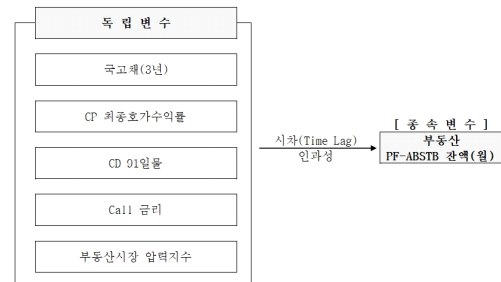 독 립 변 수
국고채(3년)
CP 최종호가수익률
CD 91일물
Call 금리
부동산시장 압력지수
시차(Time Lag)
인과성
[ 종 속 변 수 ]
부동산
PF-ABSTB 잔액(월)